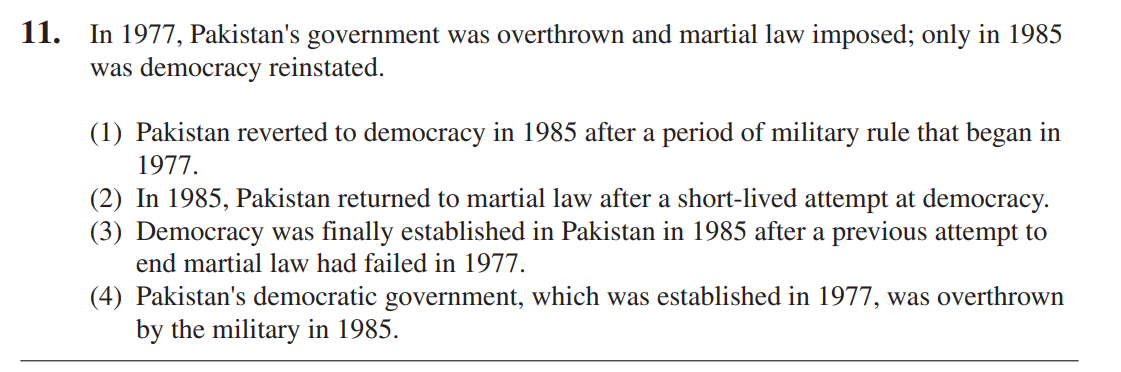 11. In 1977, Pakistan's government was overthrown and martial law imposed; only in 1985
was democracy reinstated.
(1) Pakistan reverted to democracy in 1985 after a period of military rule that began in
1977.
(2) In 1985, Pakistan returned to martial law after a short-lived attempt at democracy.
(3) Democracy was finally established in Pakistan in 1985 after a previous attempt to
end martial law had failed in 1977.
(4) Pakistan's democratic government, which was established in 1977, was overthrown
by the military in 1985.